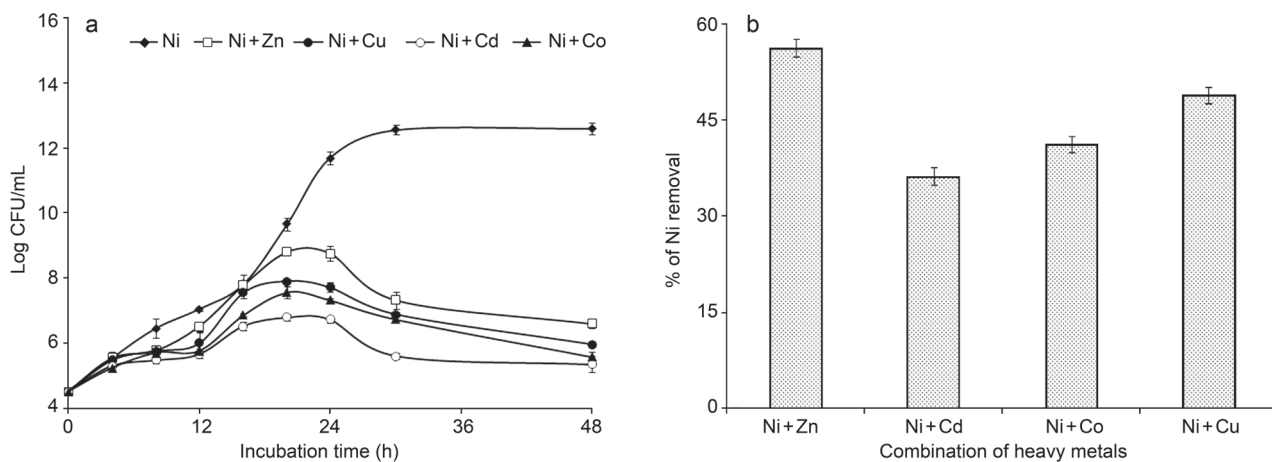 a
Ni Ni+Zn Ni+Cu Ni+Cd Ni+Co
16
14
12
10
8
6
4
Log CFU/mL
0 12 24 36 48
Incubation time (h)
b
60
45
30
15
0
% of Ni removal
Ni+Zn Ni+Cd Ni+Co Ni+Cu
Combination of heavy metals